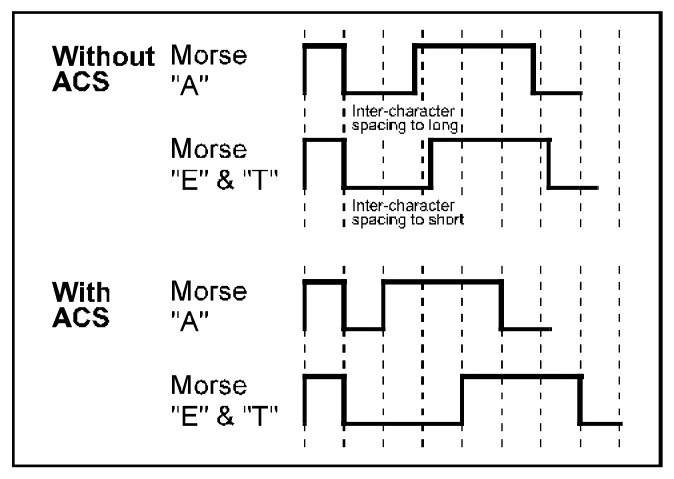 Without Morse
ACS "A"
Inter-character
spacing to long
Morse
"E" & "T"
Inter-character
spacing to short
With Morse
ACS "A"
Morse
"E" & "T"